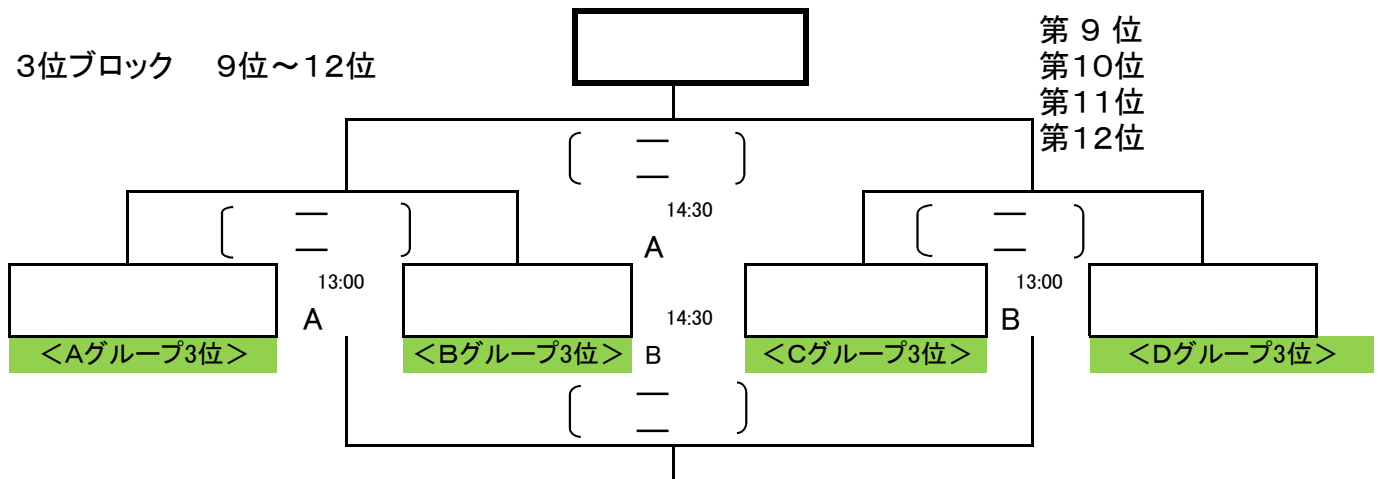 3位ブロック　9位～12位
第 9 位
第10位
第11位
第12位
―
―
14:30
A
―
―
13:00
A
―
―
13:00
B
14:30
B
＜Aグループ3位＞
＜Bグループ3位＞
＜Cグループ3位＞
＜Dグループ3位＞
―
―